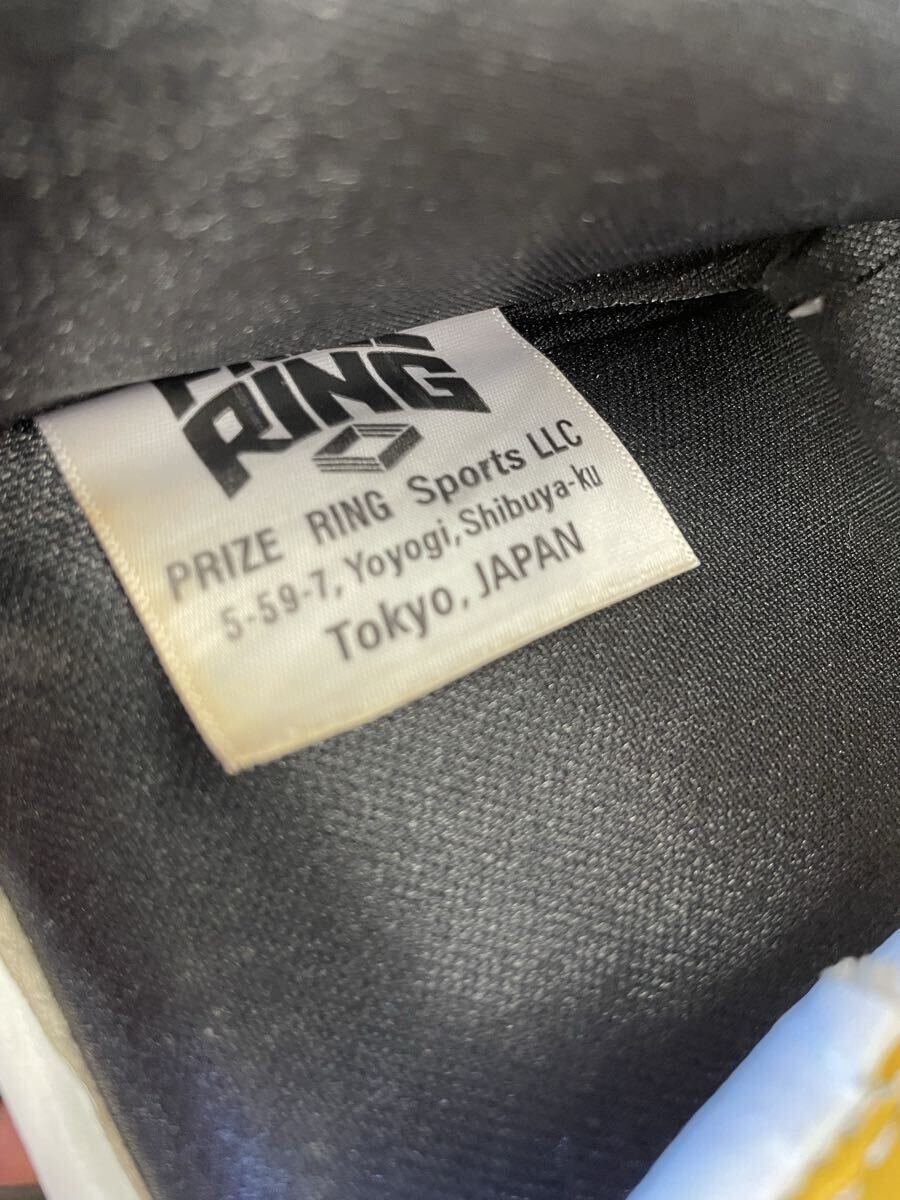 RING
PRIZE RING Sports LLC
5-59-7, Yoyogi, Shibuya-ku
Tokyo, JAPAN